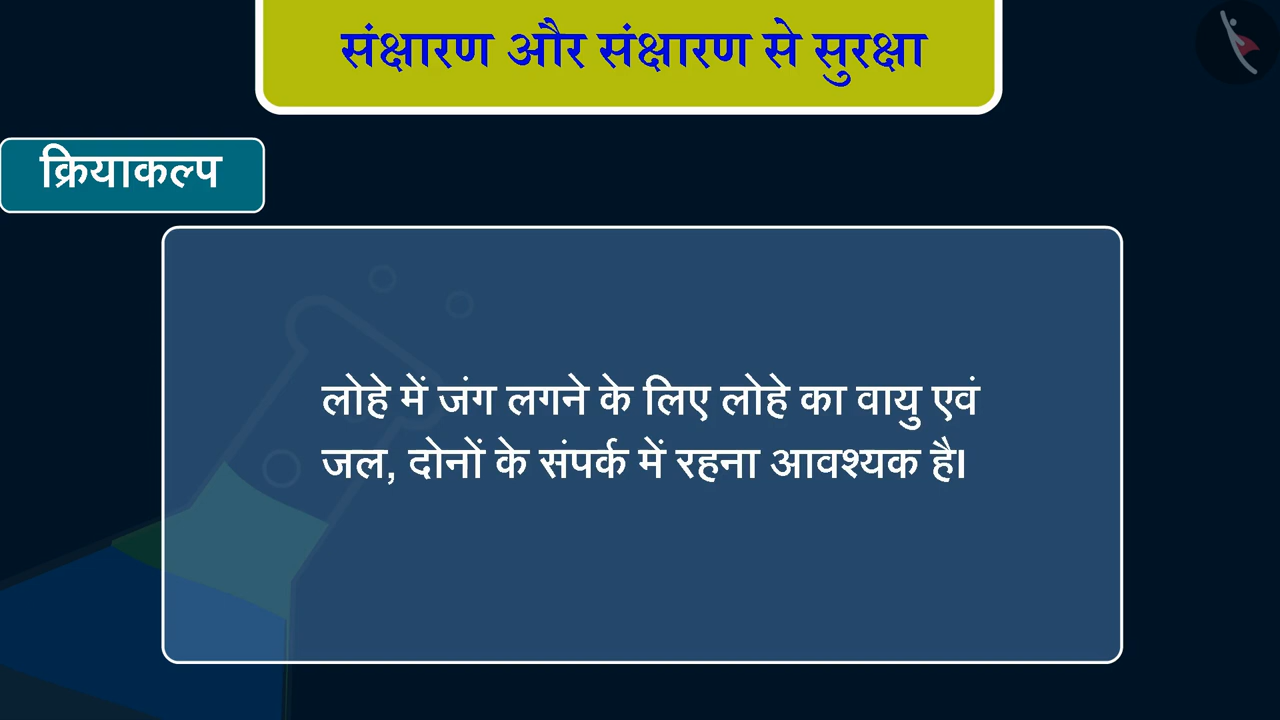 संक्षारण और संक्षारण से सुरक्षा
क्रियाकल्प
लोहे में जंग लगने के लिए लोहे का वायु एवं
जल, दोनों के संपर्क में रहना आवश्यक है।